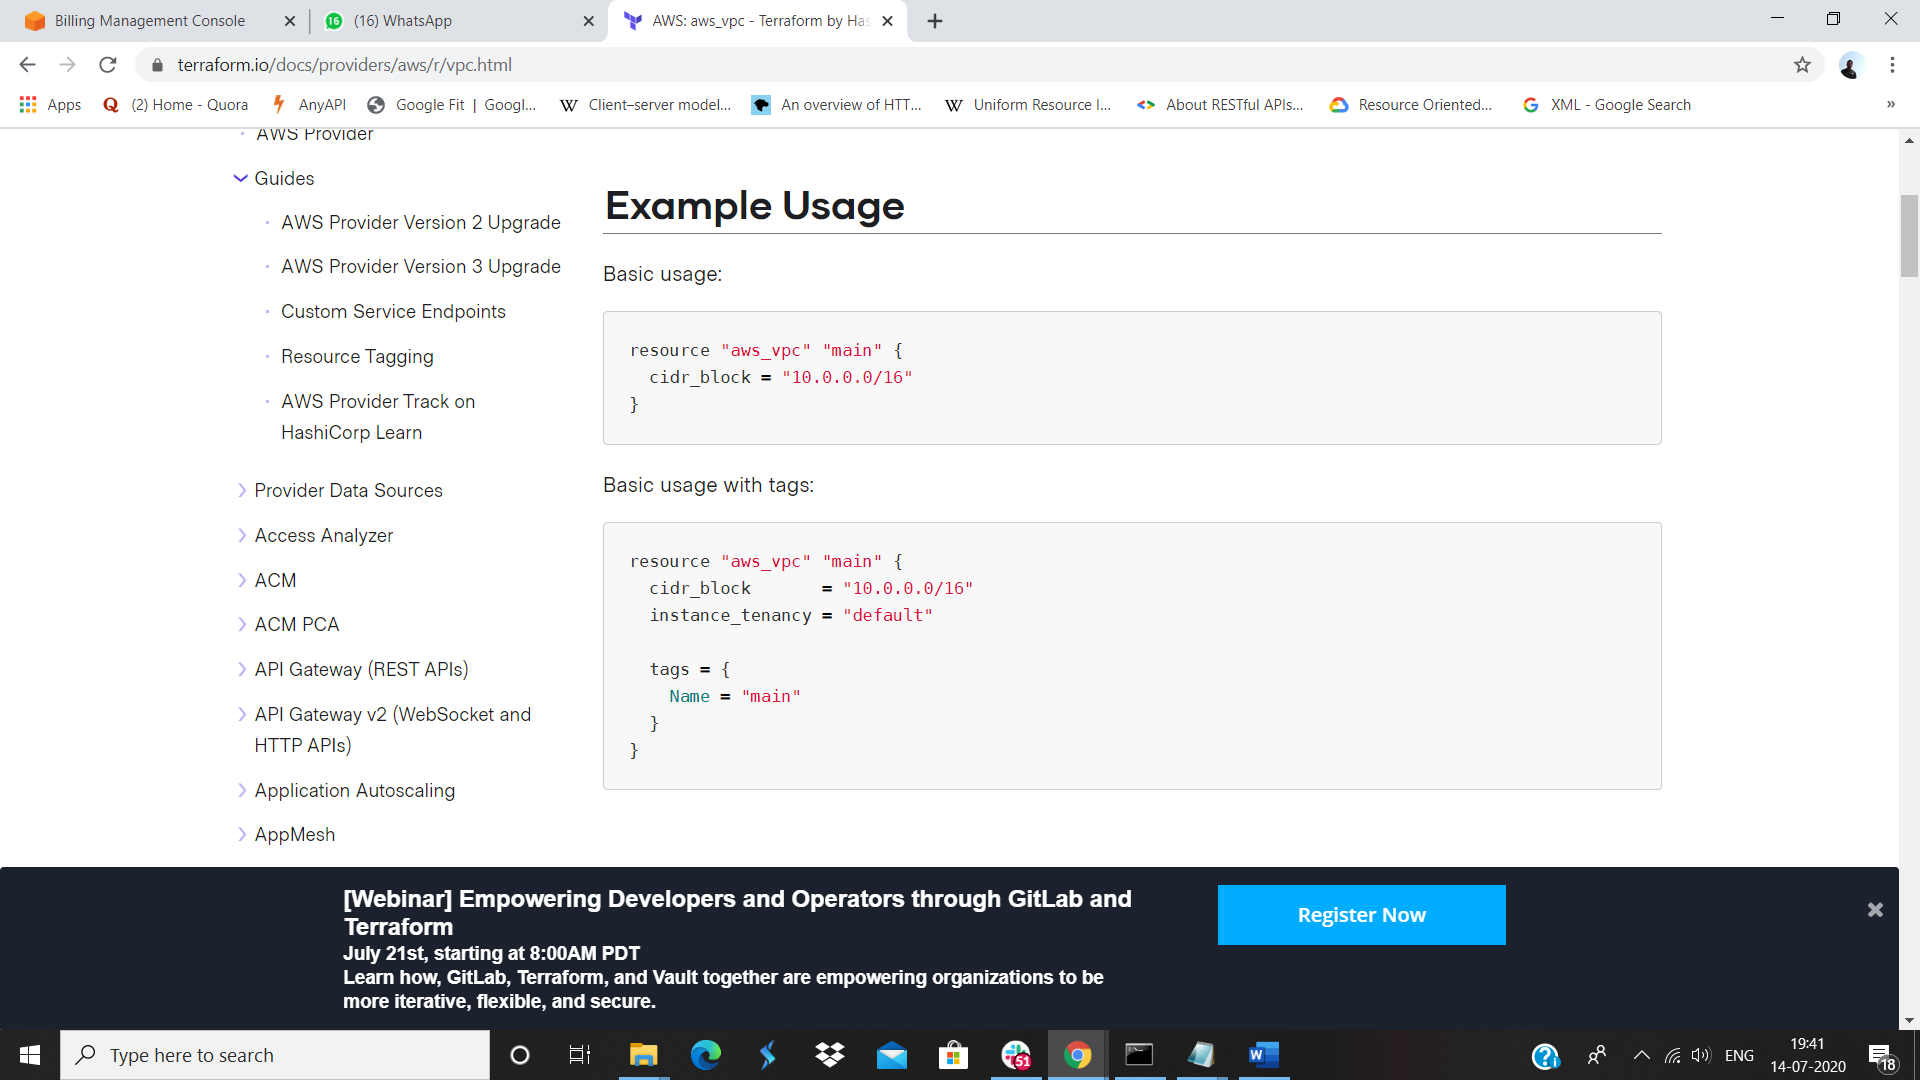 Billing Management Console
16
(16) WhatsApp
AWS: aws_vpc - Terraform by Has
terraform.io/docs/providers/aws/r/vpc.html
Apps
(2) Home - Quora
AnyAPI
Google Fit | Googl...
Client–server model...
An overview of HTT...
Uniform Resource I...
About RESTful APIs...
Resource Oriented...
XML - Google Search
»
AWS Provider
Guides
AWS Provider Version 2 Upgrade
AWS Provider Version 3 Upgrade
Custom Service Endpoints
Resource Tagging
AWS Provider Track on
HashiCorp Learn
Provider Data Sources
Access Analyzer
ACM
ACM PCA
API Gateway (REST APIs)
API Gateway v2 (WebSocket and
HTTP APIs)
Application Autoscaling
AppMesh
Example Usage
Basic usage:
resource "aws_vpc" "main" {
  cidr_block = "10.0.0.0/16"
}
Basic usage with tags:
resource "aws_vpc" "main" {
  cidr_block       = "10.0.0.0/16"
  instance_tenancy = "default"
  tags = {
    Name = "main"
  }
}
[Webinar] Empowering Developers and Operators through GitLab and
Terraform
July 21st, starting at 8:00AM PDT
Learn how, GitLab, Terraform, and Vault together are empowering organizations to be
more iterative, flexible, and secure.
Register Now
Type here to search
51
ENG
19:41
14-07-2020
18